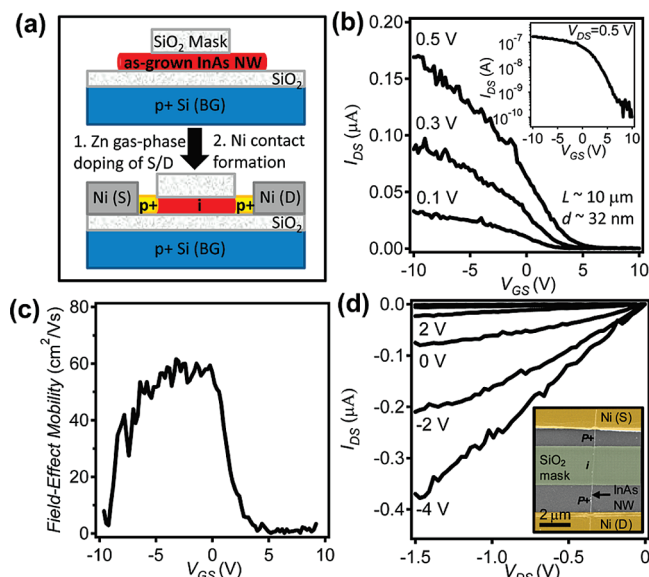 (a)
SiO2 Mask
as-grown InAs NW
SiO2
p+ Si (BG)
1. Zn gas-phase
doping of S/D
2. Ni contact
formation
Ni (S)
p+
i
p+
Ni (D)
SiO2
p+ Si (BG)
(b)
IDS (μA)
0.20
0.15
0.10
0.05
0.00
0.5 V
0.3 V
0.1 V
VDS=0.5 V
IDS (A)
10-7
10-8
10-9
10-10
-10 -5 0 5 10
VGS (V)
L ~ 10 μm
d ~ 32 nm
-10 -5 0 5 10
VGS (V)
(c)
Field-Effect Mobility (cm2/Vs)
80
60
40
20
0
-10 -5 0 5 10
VGS (V)
(d)
IDS (μA)
0.0
-0.1
-0.2
-0.3
-0.4
2 V
0 V
-2 V
-4 V
Ni (S)
P+
SiO2
mask
i
P+
InAs
NW
2 μm
Ni (D)
-1.5 -1.0 -0.5 0.0
VDS (V)